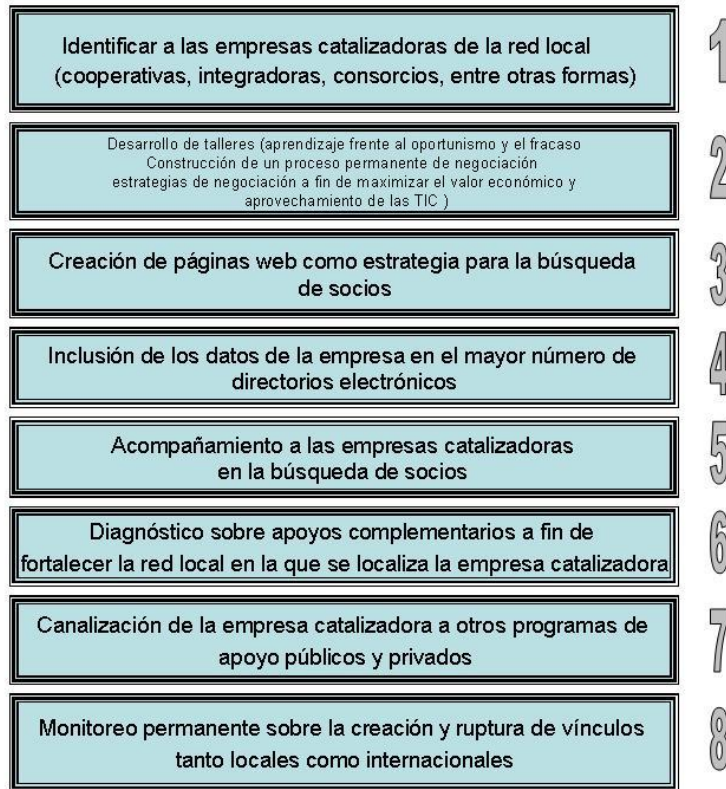 Identificar a las empresas catalizadoras de la red local
(cooperativas, integradoras, consorcios, entre otras formas)
1
Desarrollo de talleres (aprendizaje frente al oportunismo y el fracaso
Construcción de un proceso permanente de negociación
estrategias de negociación a fin de maximizar el valor económico y
aprovechamiento de las TIC )
2
Creación de páginas web como estrategia para la búsqueda
de socios
3
Inclusión de los datos de la empresa en el mayor número de
directorios electrónicos
4
Acompañamiento a las empresas catalizadoras
en la búsqueda de socios
5
Diagnóstico sobre apoyos complementarios a fin de
fortalecer la red local en la que se localiza la empresa catalizadora
6
Canalización de la empresa catalizadora a otros programas de
apoyo públicos y privados
7
Monitoreo permanente sobre la creación y ruptura de vínculos
tanto locales como internacionales
8